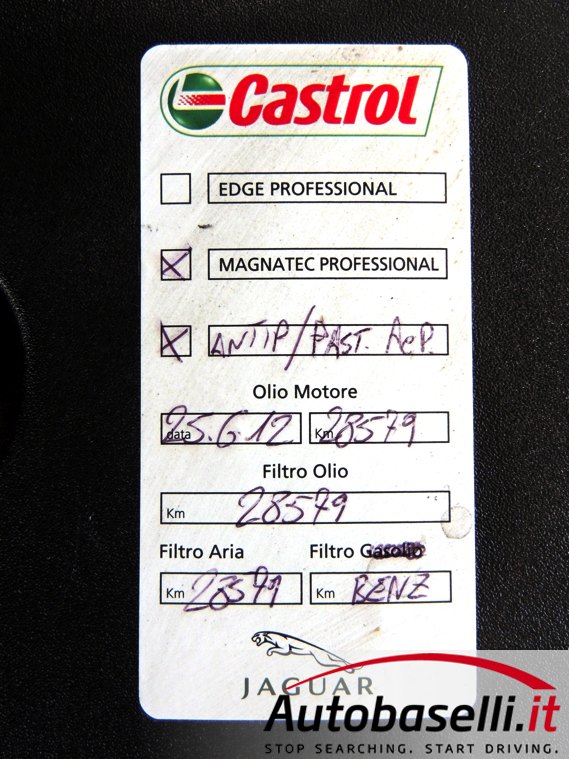 Castrol
EDGE PROFESSIONAL
MAGNATEC PROFESSIONAL
ANTIP/PAST. AeP.
Olio Motore
data 25.6.12 Km 28579
Filtro Olio
Km 28579
Filtro Aria Filtro Gasolio
Km 28579 Km BENZ
JAGUAR
Autobaselli.it
STOP SEARCHING. START DRIVING.